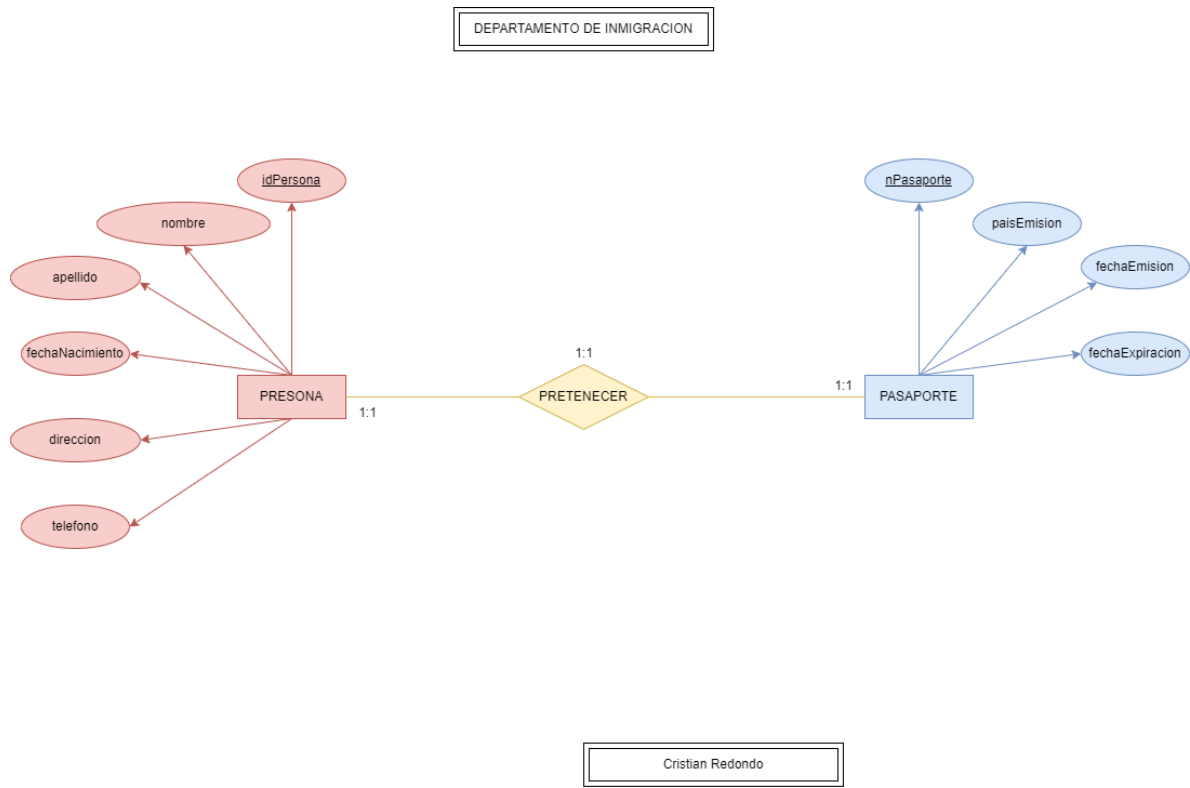 DEPARTAMENTO DE INMIGRACION
idPersona
nPasaporte
nombre
paisEmision
apellido
fechaEmision
fechaNacimiento
1:1
fechaExpiracion
PRESONA
1:1
PRETENECER
1:1
PASAPORTE
direccion
telefono
Cristian Redondo